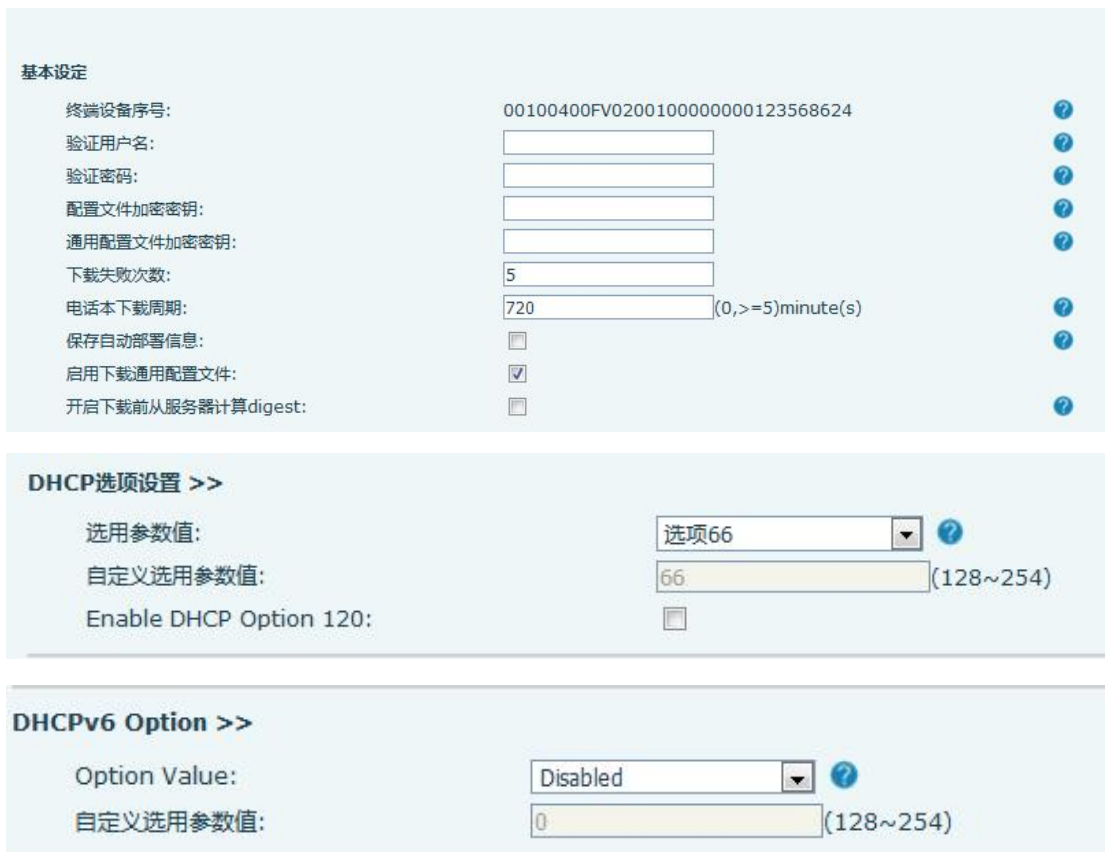 基本设定
终端设备序号: 00100400FV02001000000000123568624
验证用户名:
验证密码:
配置文件加密密钥:
通用配置文件加密密钥:
下载失败次数: 5
电话本下载周期: 720 (0,>=5)minute(s)
保存自动部署信息:
启用下载通用配置文件:
开启下载前从服务器计算digest:
DHCP选项设置 >>
选用参数值: 选项66
自定义选用参数值: 66 (128~254)
Enable DHCP Option 120:
DHCPv6 Option >>
Option Value: Disabled
自定义选用参数值: 0 (128~254)